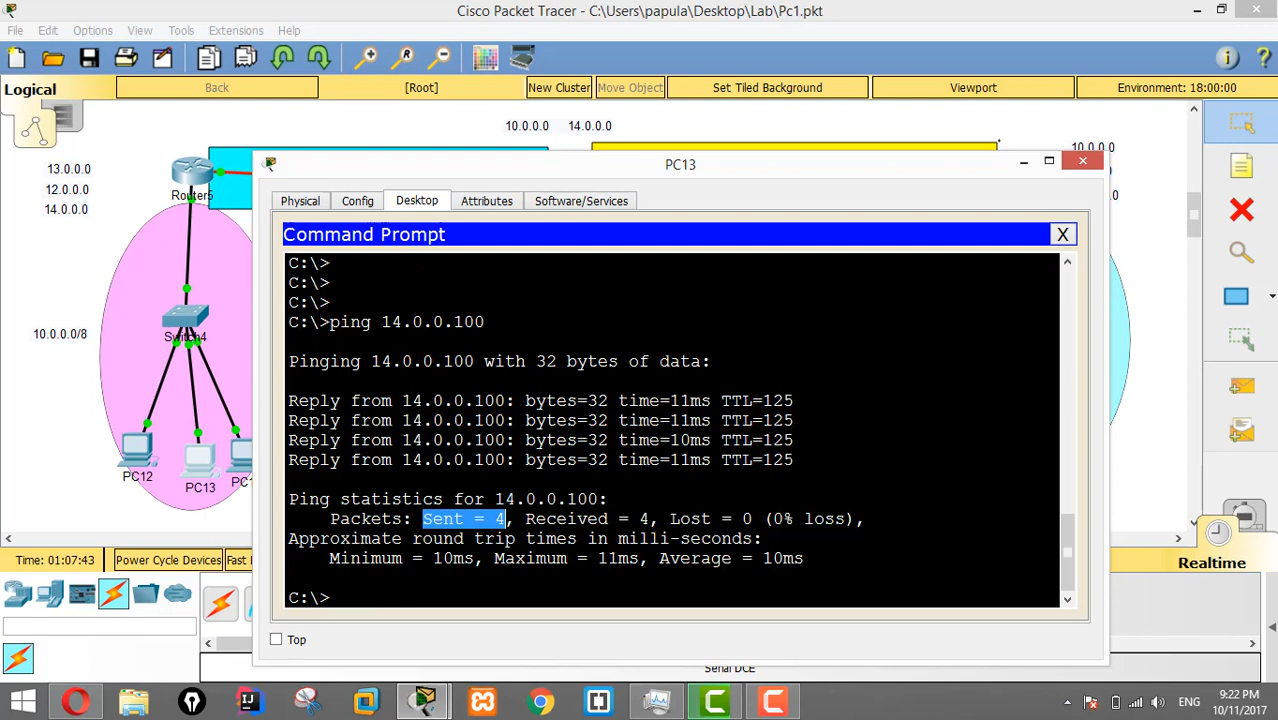 Cisco Packet Tracer - C:\Users\papula\Desktop\Lab\Pc1.pkt
File Edit Options View Tools Extensions Help
Logical Back [Root] New Cluster Move Object Set Tiled Background Viewport Environment: 18:00:00
10.0.0.0 14.0.0.0
10.0.0.0
13.0.0.0
12.0.0.0
14.0.0.0
Router5
10.0.0.0/8
Switch4
PC12
PC13
PC13
Physical Config Desktop Attributes Software/Services
Command Prompt X
C:\>
C:\>
C:\>
C:\>ping 14.0.0.100
Pinging 14.0.0.100 with 32 bytes of data:
Reply from 14.0.0.100: bytes=32 time=11ms TTL=125
Reply from 14.0.0.100: bytes=32 time=11ms TTL=125
Reply from 14.0.0.100: bytes=32 time=10ms TTL=125
Reply from 14.0.0.100: bytes=32 time=11ms TTL=125
Ping statistics for 14.0.0.100:
Packets: Sent = 4, Received = 4, Lost = 0 (0% loss),
Approximate round trip times in milli-seconds:
Minimum = 10ms, Maximum = 11ms, Average = 10ms
C:\>
Top
Time: 01:07:43 Power Cycle Devices
Realtime
Serial DCE
ENG
9:22 PM
10/11/2017